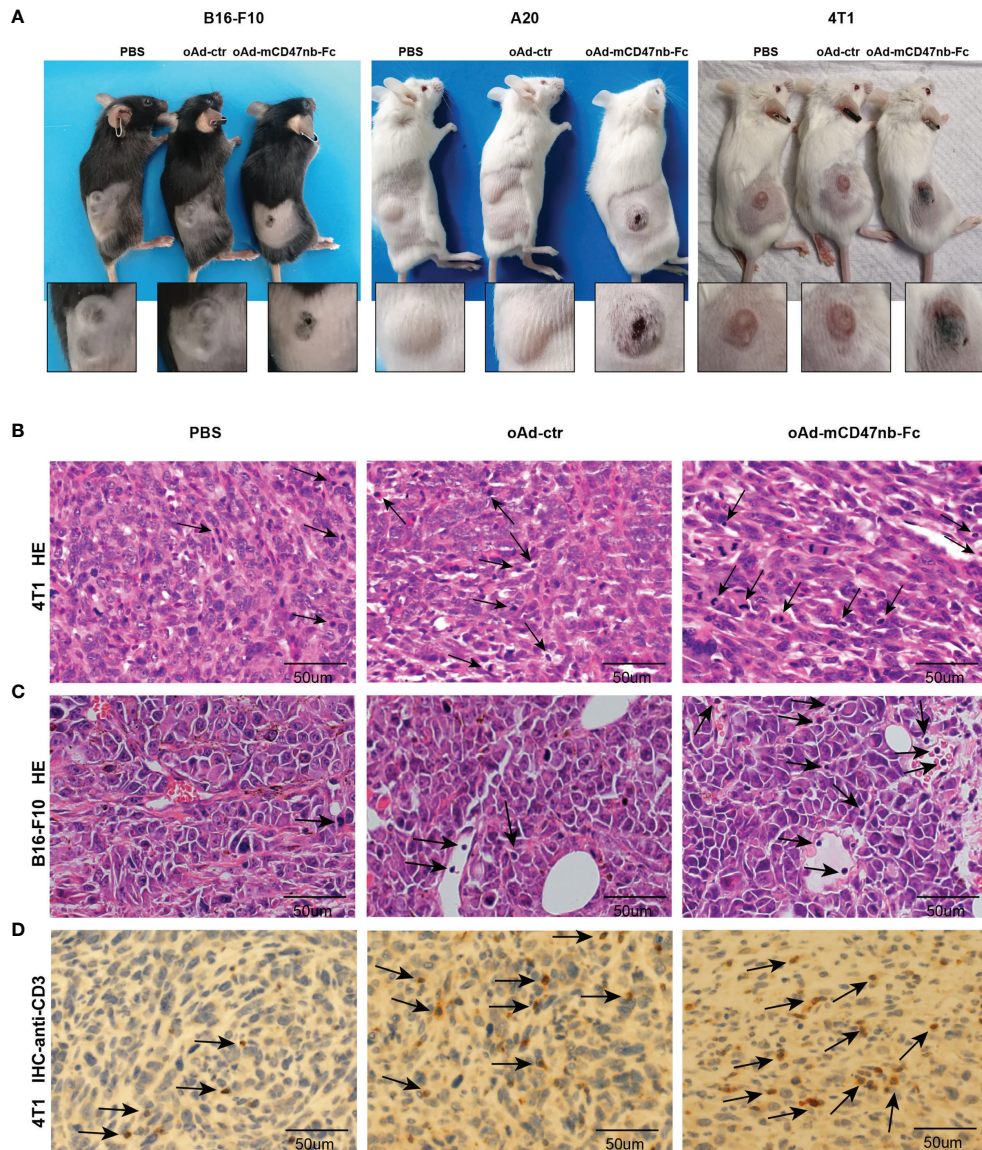 A
B16-F10 A20 4T1
PBS oAd-ctr oAd-mCD47nb-Fc PBS oAd-ctr oAd-mCD47nb-Fc PBS oAd-ctr oAd-mCD47nb-Fc
B
PBS oAd-ctr oAd-mCD47nb-Fc
4T1 HE
50um 50um 50um
C
B16-F10 HE
50um 50um 50um
D
4T1 IHC-anti-CD3
50um 50um 50um